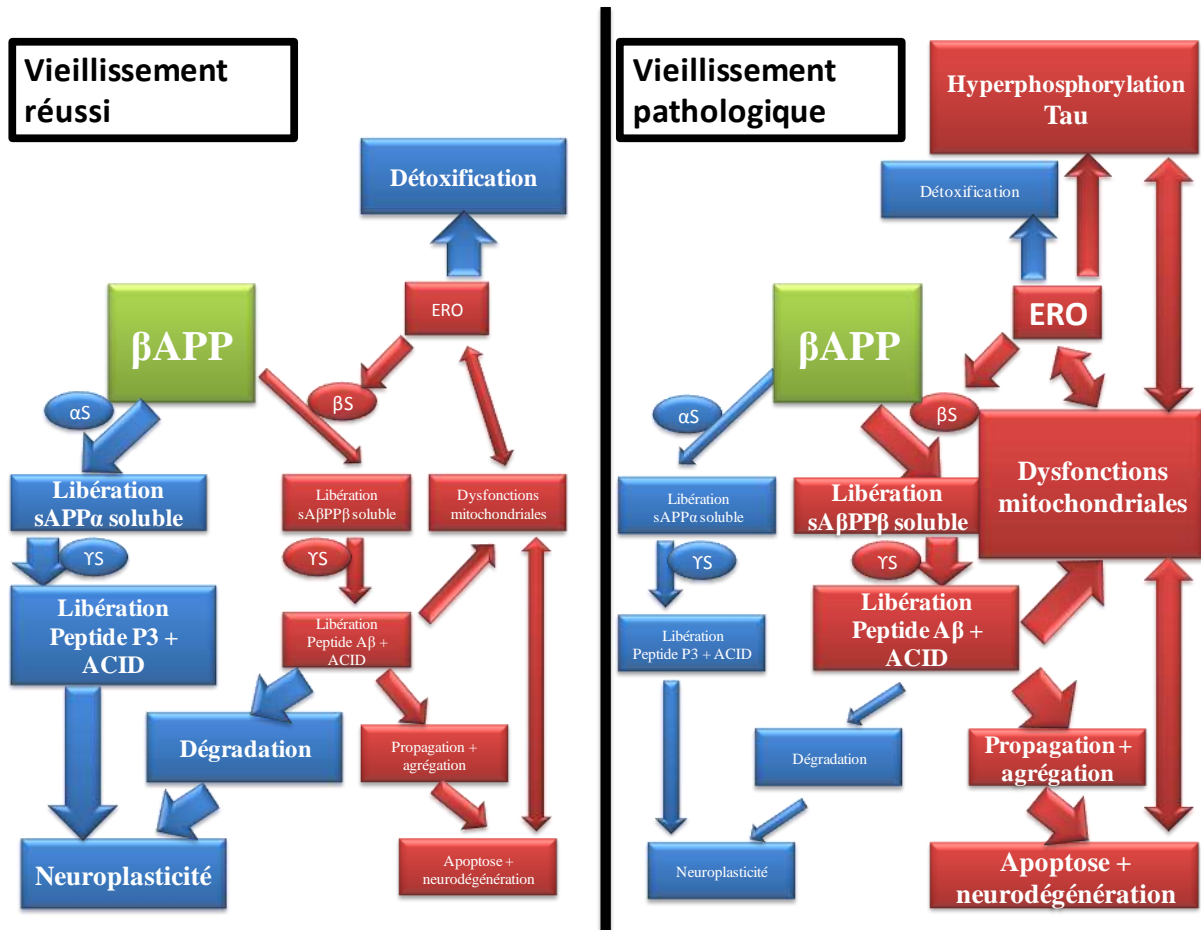 Vieillissement
réussi
Détoxification
ERO
βAPP
αS
βS
Libération
sAPPα soluble
Libération
sAβPPβ soluble
Dysfonctions
mitochondriales
ϒS
ϒS
Libération
Peptide P3 +
ACID
Libération
Peptide Aβ +
ACID
Dégradation
Propagation +
agrégation
Neuroplasticité
Apoptose +
neurodégénération
Vieillissement
pathologique
Hyperphosphorylation
Tau
Détoxification
ERO
βAPP
αS
βS
Dysfonctions
mitochondriales
Libération
sAPPα soluble
Libération
sAβPPβ soluble
ϒS
ϒS
Libération
Peptide P3 + ACID
Libération
Peptide Aβ +
ACID
Dégradation
Propagation +
agrégation
Neuroplasticité
Apoptose +
neurodégénération